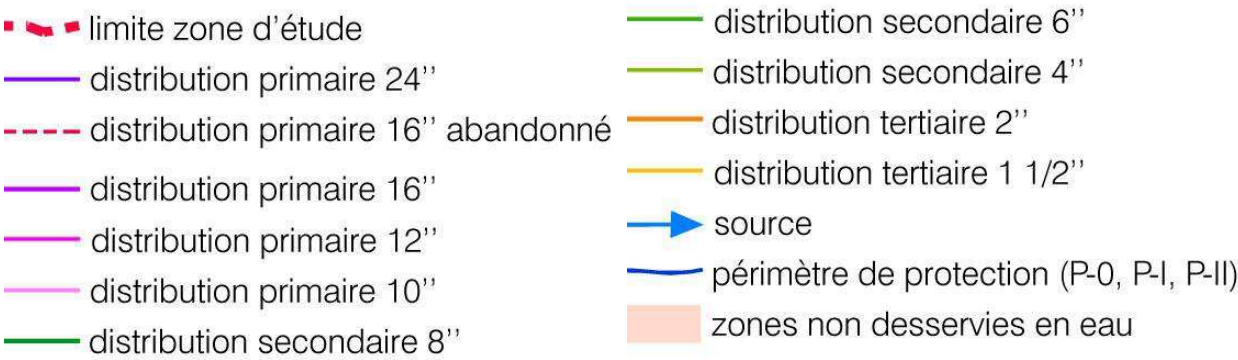 limite zone d'étude
distribution primaire 24''
distribution primaire 16'' abandonné
distribution primaire 16''
distribution primaire 12''
distribution primaire 10''
distribution secondaire 8''
distribution secondaire 6''
distribution secondaire 4''
distribution tertiaire 2''
distribution tertiaire 1 1/2''
source
périmètre de protection (P-0, P-I, P-II)
zones non desservies en eau